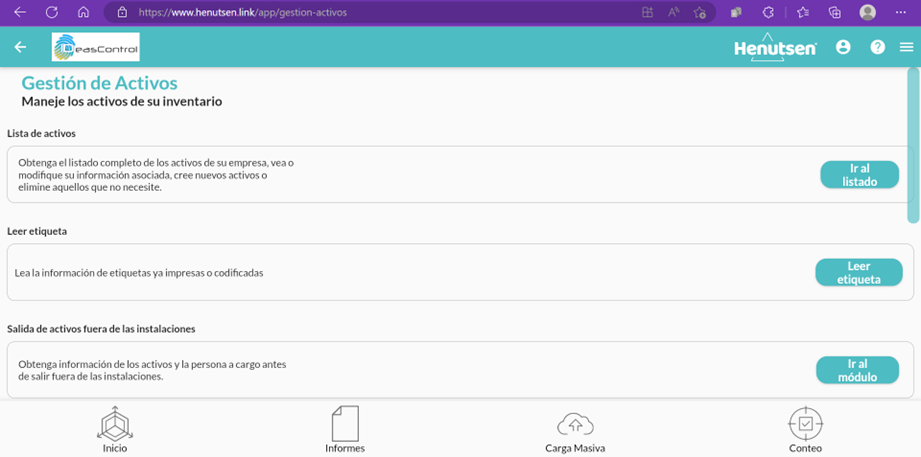 https://www.henutsen.link/app/gestion-activos
easControl
Henutsen
Gestión de Activos
Maneje los activos de su inventario
Lista de activos
Obtenga el listado completo de los activos de su empresa, vea o
modifique su información asociada, cree nuevos activos o
elimine aquellos que no necesite.
Ir al
listado
Leer etiqueta
Lea la información de etiquetas ya impresas o codificadas
Leer
etiqueta
Salida de activos fuera de las instalaciones
Obtenga información de los activos y la persona a cargo antes
de salir fuera de las instalaciones.
Ir al
módulo
Inicio
Informes
Carga Masiva
Conteo